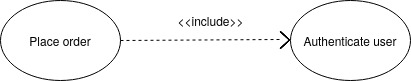 <<include>>
Place order
Authenticate user